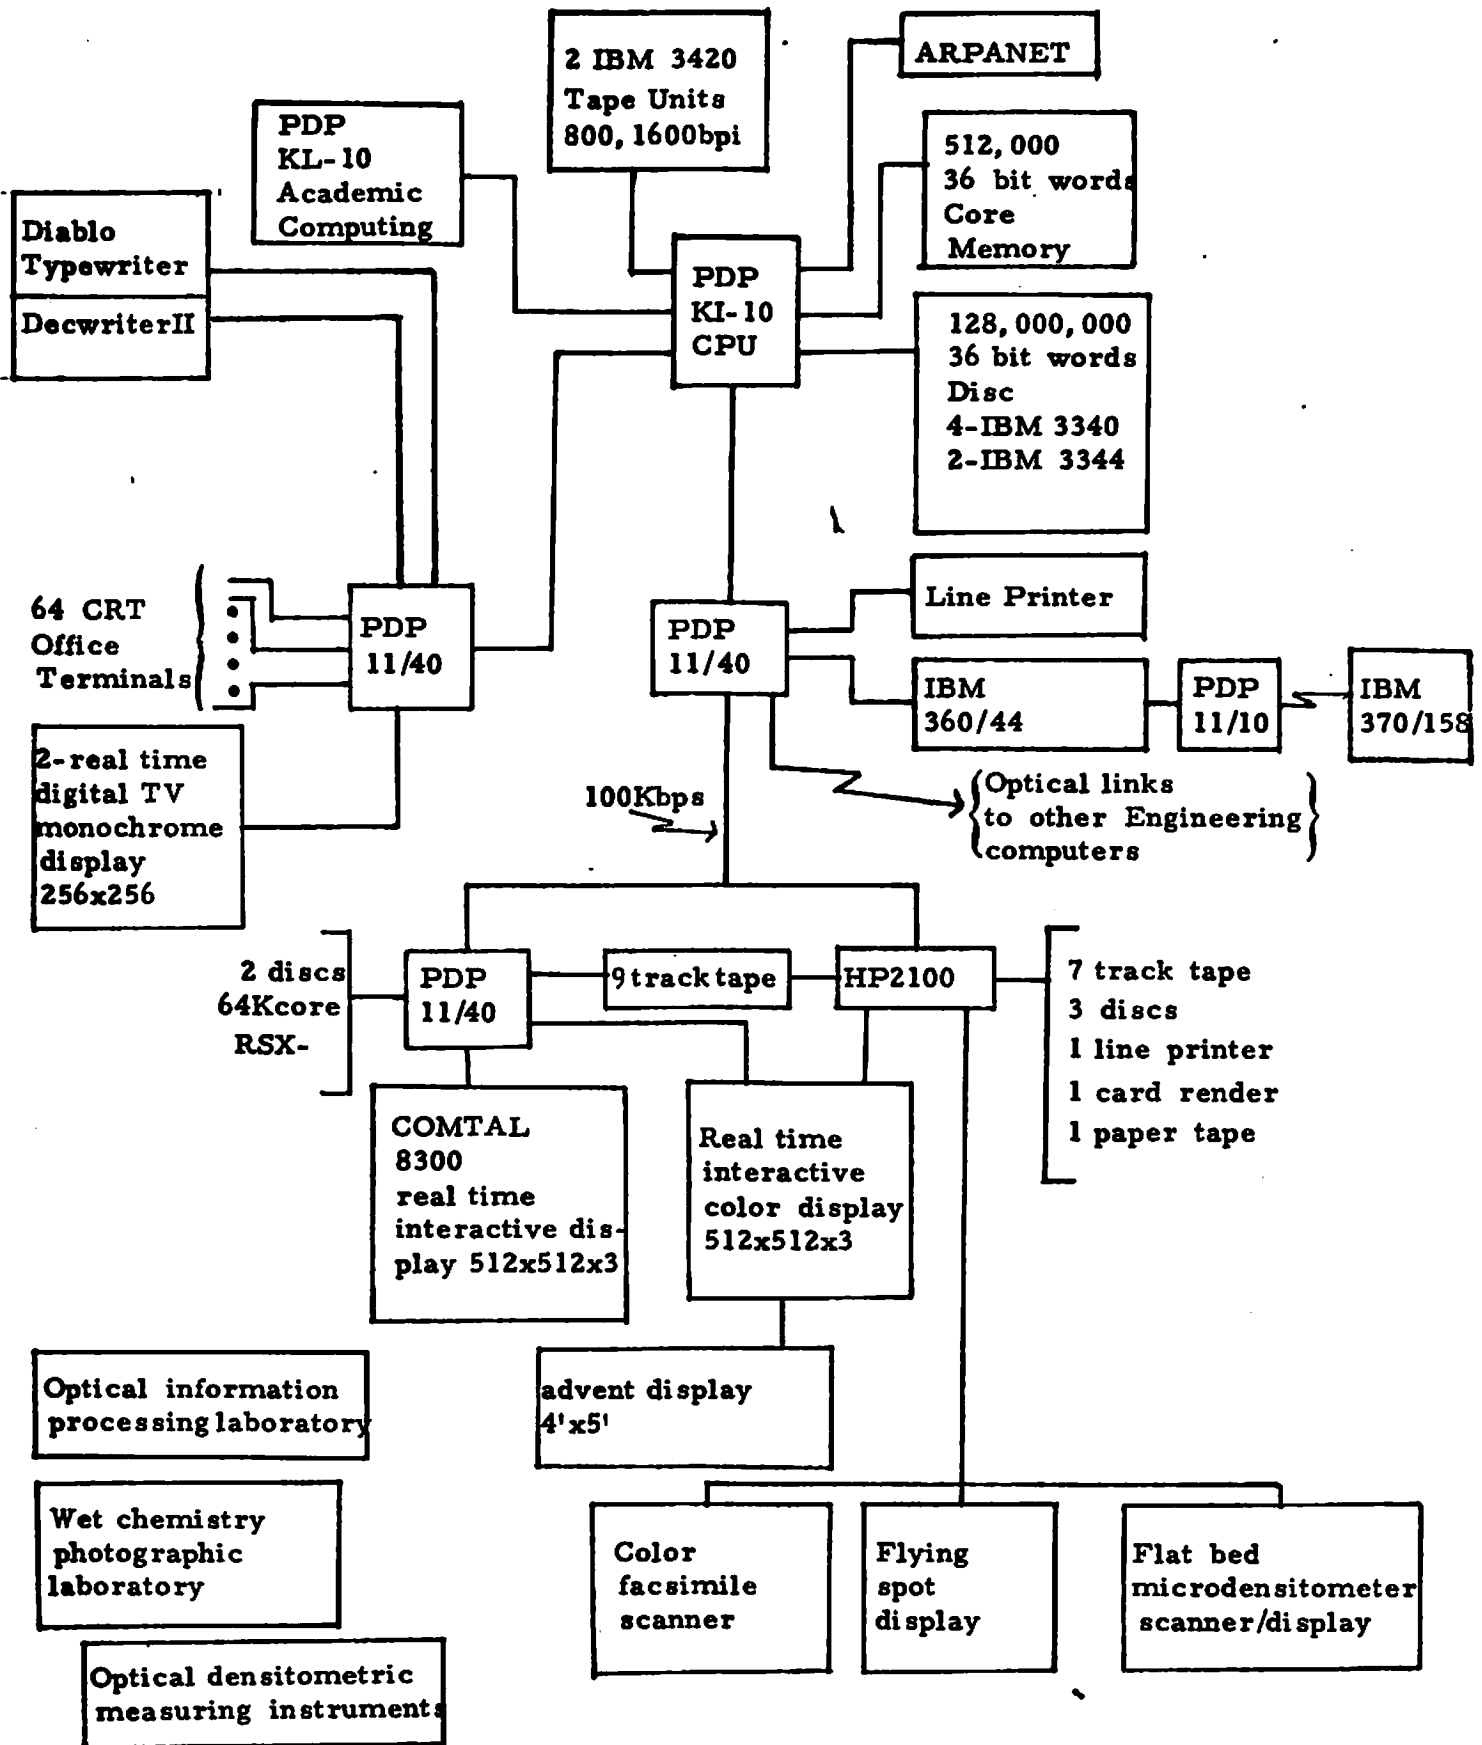 2 IBM 3420
Tape Units
800, 1600bpi
ARPANET
PDP
KL-10
Academic
Computing
512,000
36 bit words
Core
Memory
Diablo
Typewriter
DecwriterII
PDP
KI-10
CPU
128,000,000
36 bit words
Disc
4-IBM 3340
2-IBM 3344
64 CRT
Office
Terminals
PDP
11/40
PDP
11/40
Line Printer
IBM
360/44
PDP
11/10
IBM
370/158
2-real time
digital TV
monochrome
display
256x256
100Kbps
Optical links
to other Engineering
computers
2 discs
64Kcore
RSX-
PDP
11/40
9 track tape
HP2100
7 track tape
3 discs
1 line printer
1 card render
1 paper tape
COMTAL
8300
real time
interactive dis-
play 512x512x3
Real time
interactive
color display
512x512x3
Optical information
processing laboratory
advent display
4'x5'
Wet chemistry
photographic
laboratory
Color
facsimile
scanner
Flying
spot
display
Flat bed
microdensitometer
scanner/display
Optical densitometric
measuring instruments